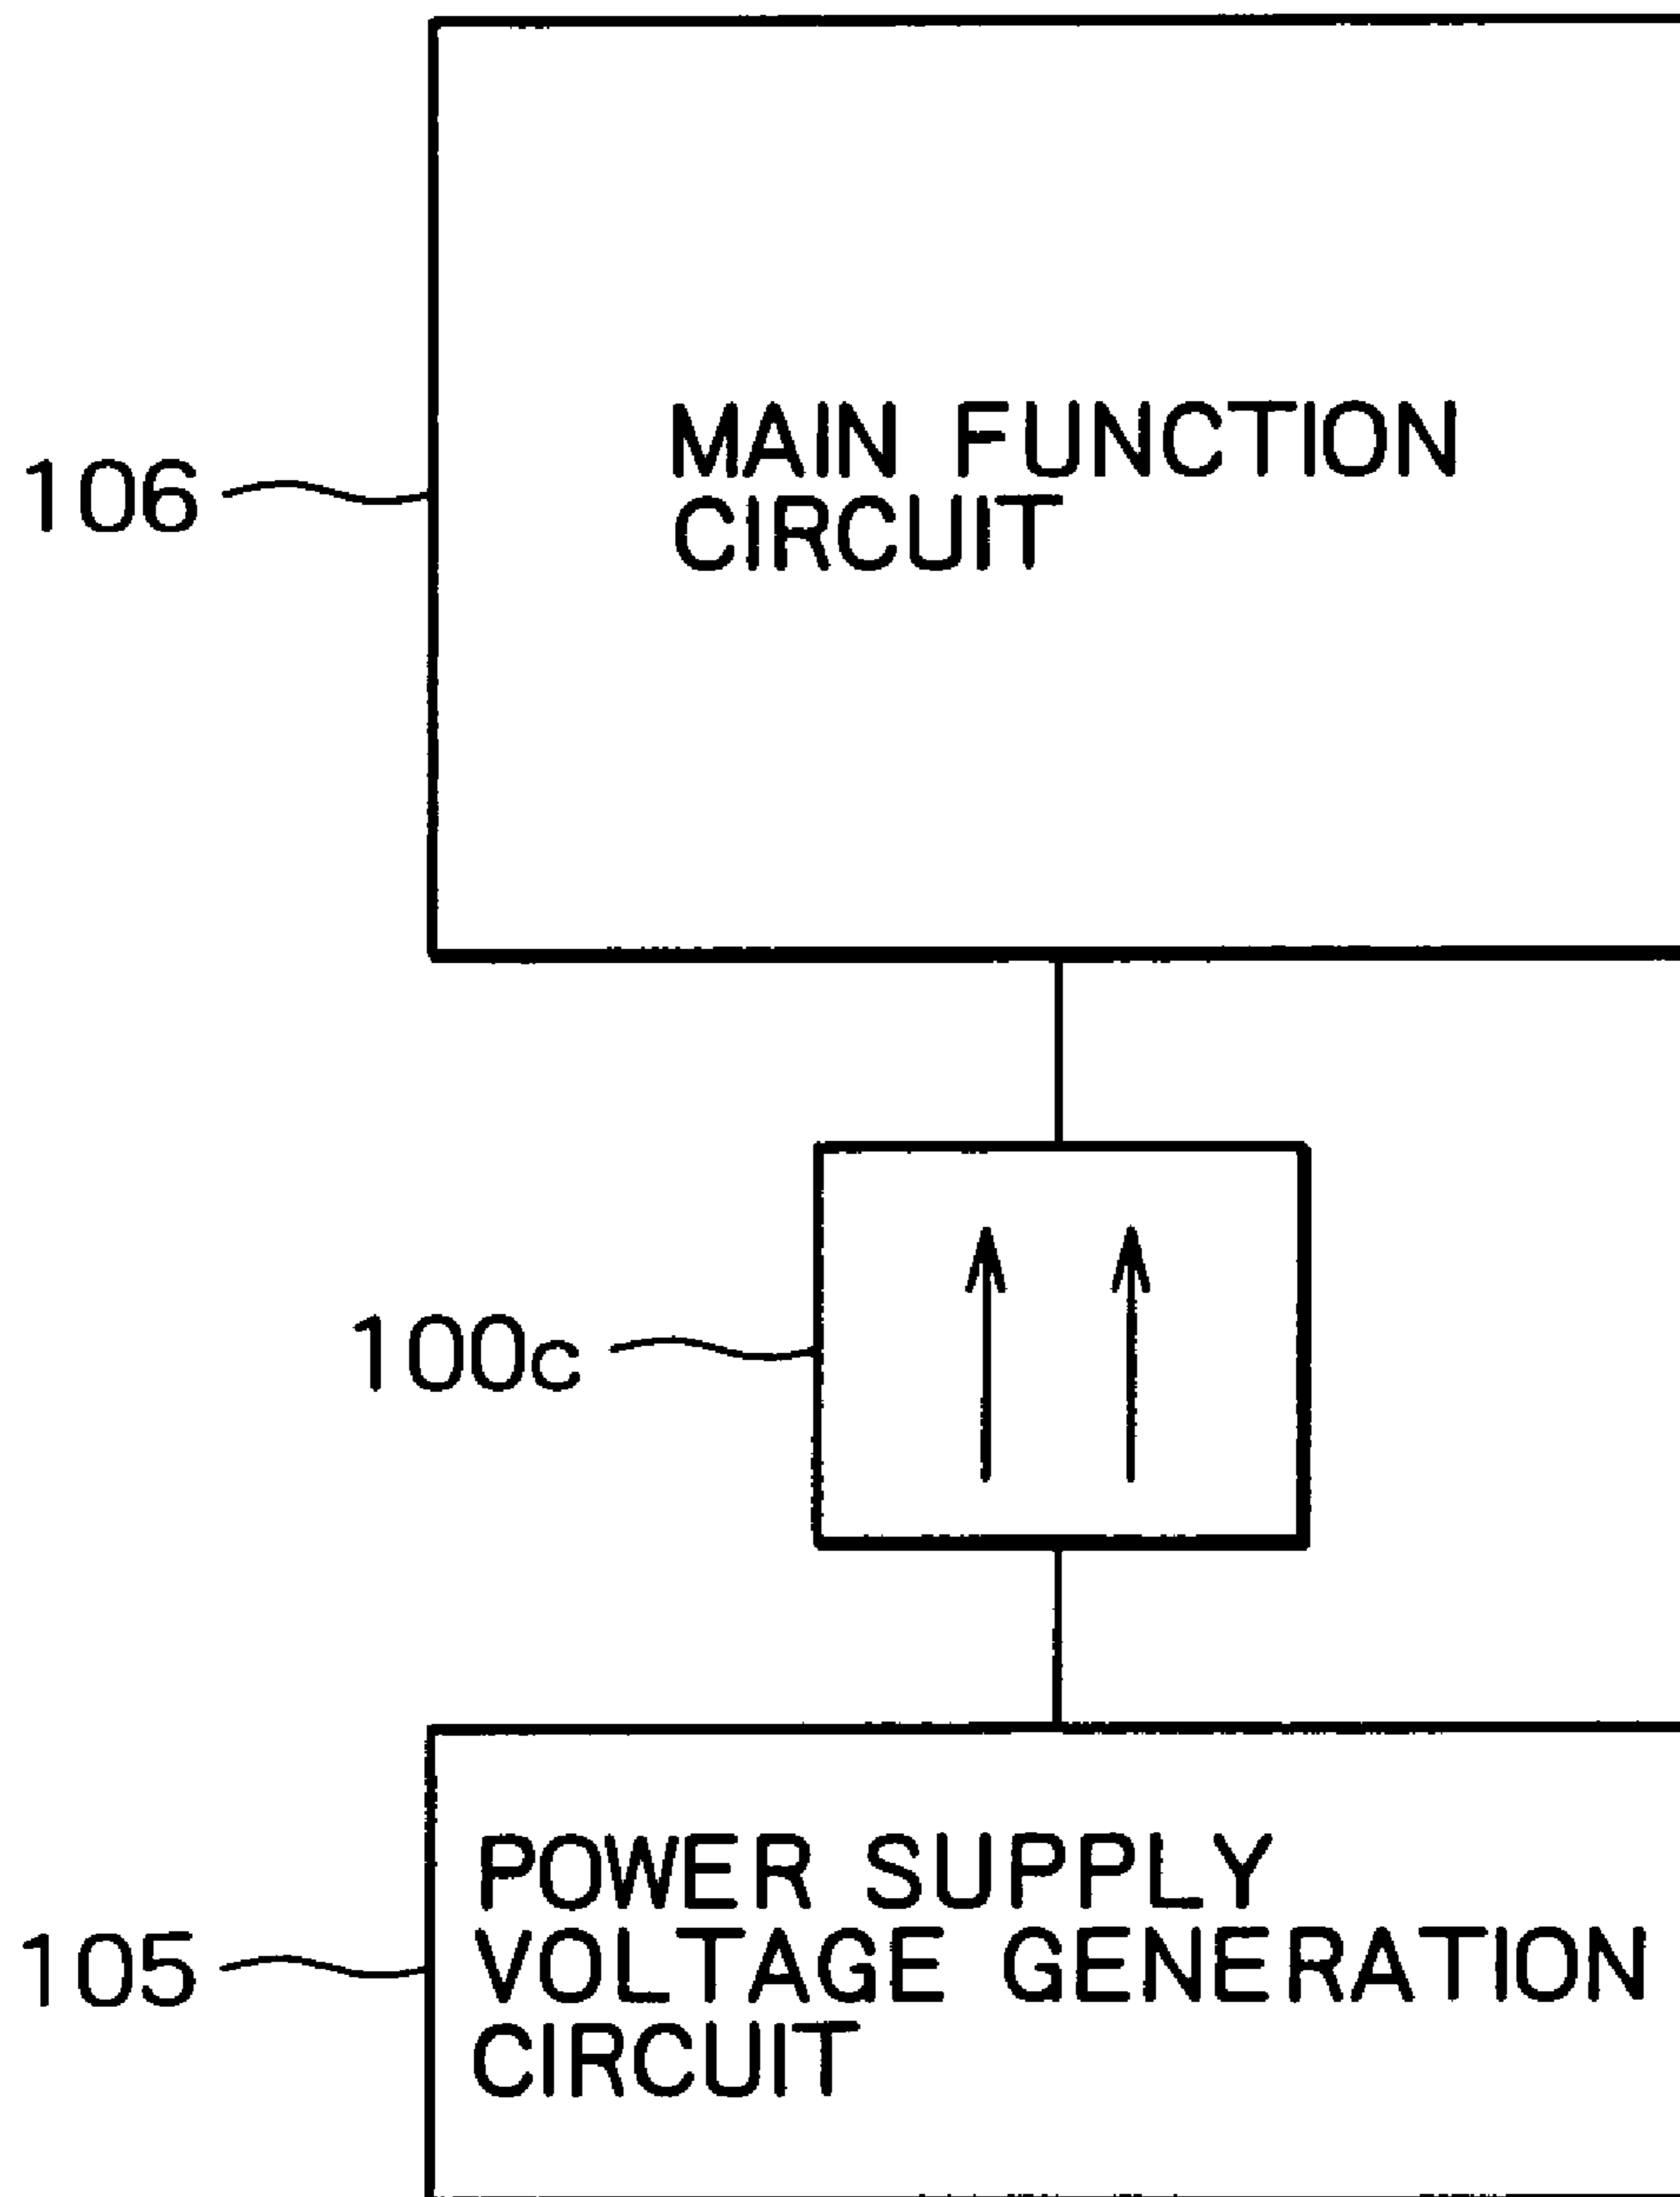 MAIN FUNCTION
CIRCUIT
106
100c
POWER SUPPLY
VOLTAGE GENERATION
CIRCUIT
105